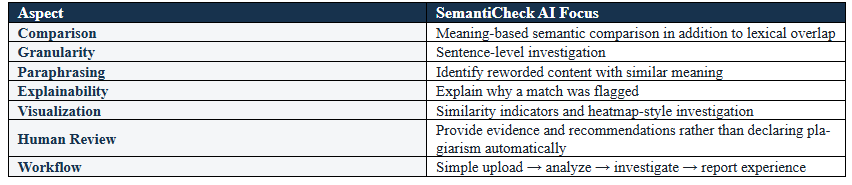 Aspect SemantiCheck AI Focus
Comparison Meaning-based semantic comparison in addition to lexical overlap
Granularity Sentence-level investigation
Paraphrasing Identify reworded content with similar meaning
Explainability Explain why a match was flagged
Visualization Similarity indicators and heatmap-style investigation
Human Review Provide evidence and recommendations rather than declaring pla-
giarism automatically
Workflow Simple upload → analyze → investigate → report experience